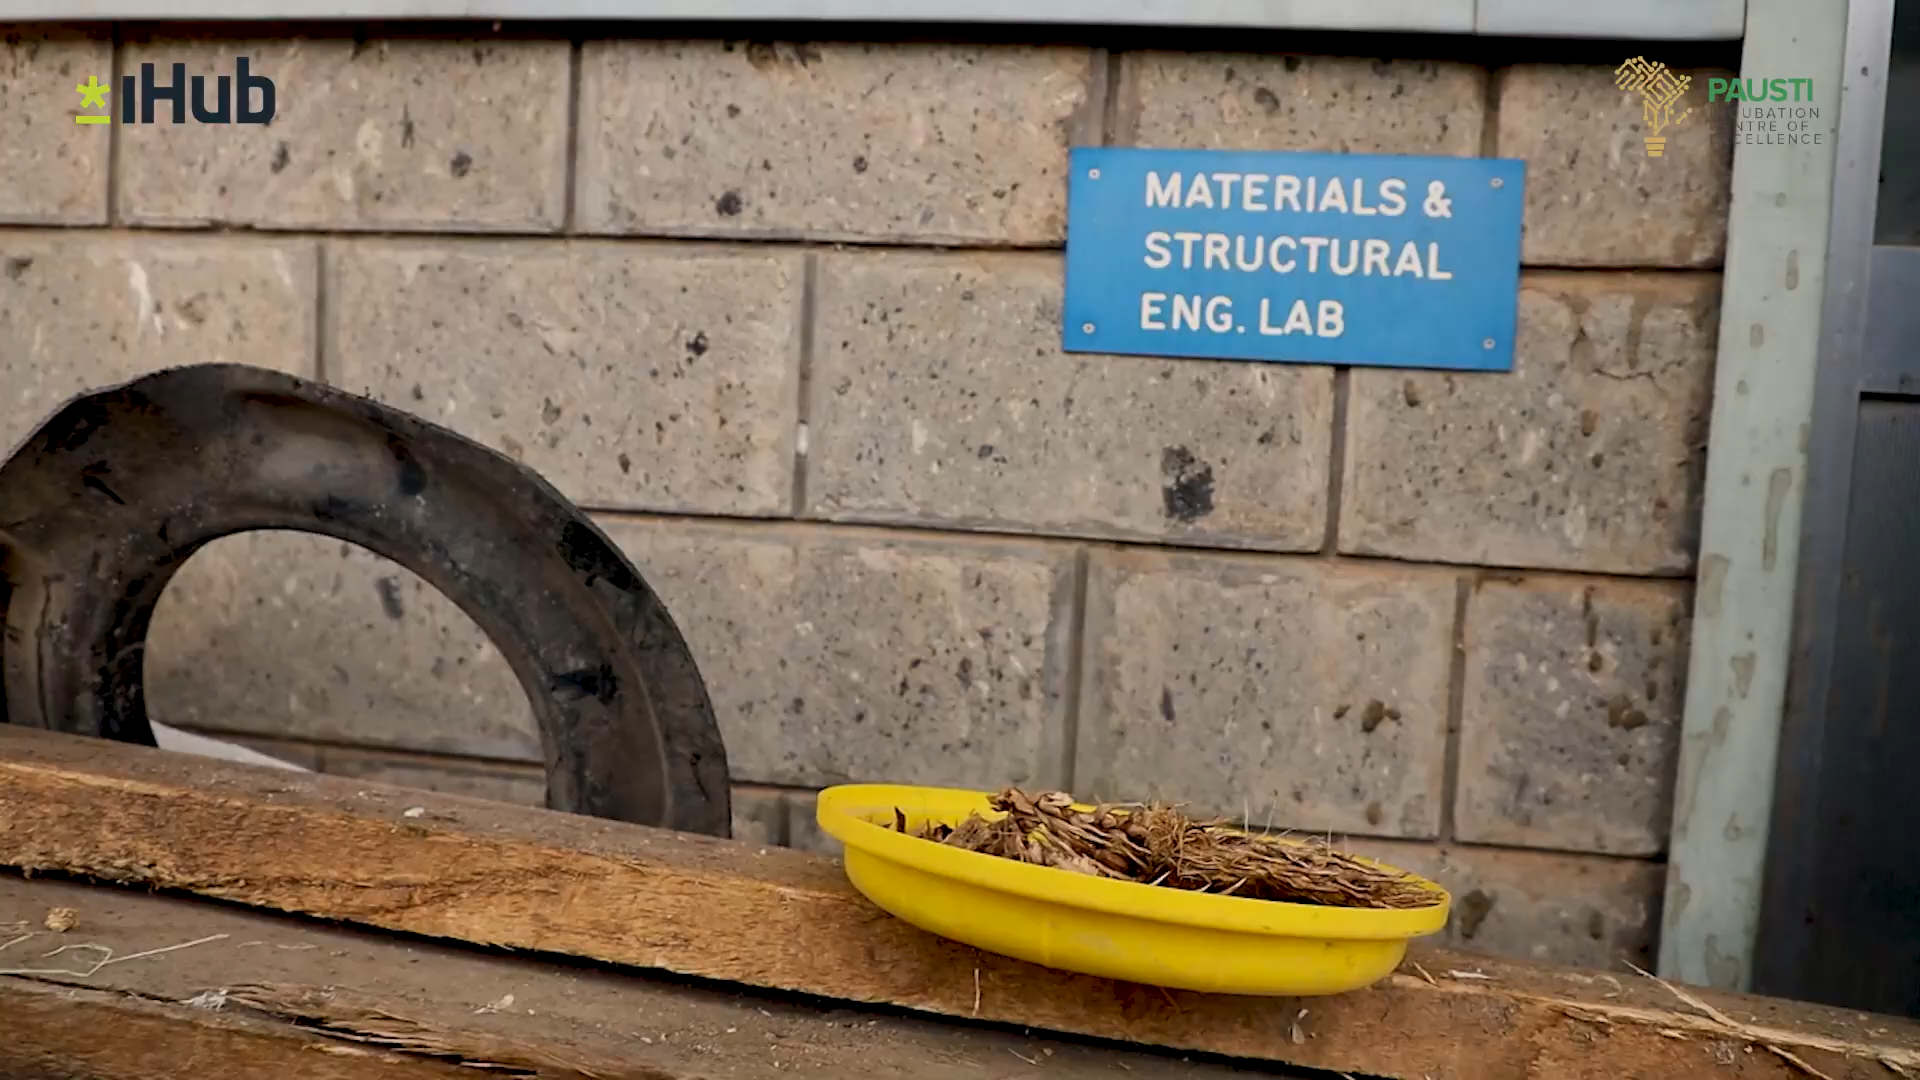 iHub
PAUSTI
MATERIALS &
STRUCTURAL
ENG. LAB